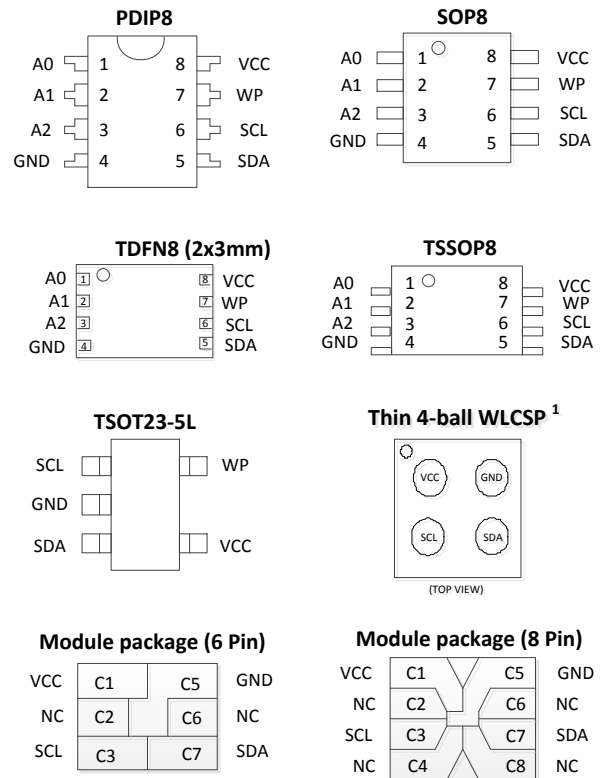 PDIP8
A0 1 8 VCC
A1 2 7 WP
A2 3 6 SCL
GND 4 5 SDA
SOP8
A0 1 8 VCC
A1 2 7 WP
A2 3 6 SCL
GND 4 5 SDA
TDFN8 (2x3mm)
A0 1 8 VCC
A1 2 7 WP
A2 3 6 SCL
GND 4 5 SDA
TSSOP8
A0 1 8 VCC
A1 2 7 WP
A2 3 6 SCL
GND 4 5 SDA
TSOT23-5L
SCL WP
GND
SDA VCC
Thin 4-ball WLCSP 1
VCC GND
SCL SDA
(TOP VIEW)
Module package (6 Pin)
VCC C1 C5 GND
NC C2 C6 NC
SCL C3 C7 SDA
Module package (8 Pin)
VCC C1 C5 GND
NC C2 C6 NC
SCL C3 C7 SDA
NC C4 C8 NC